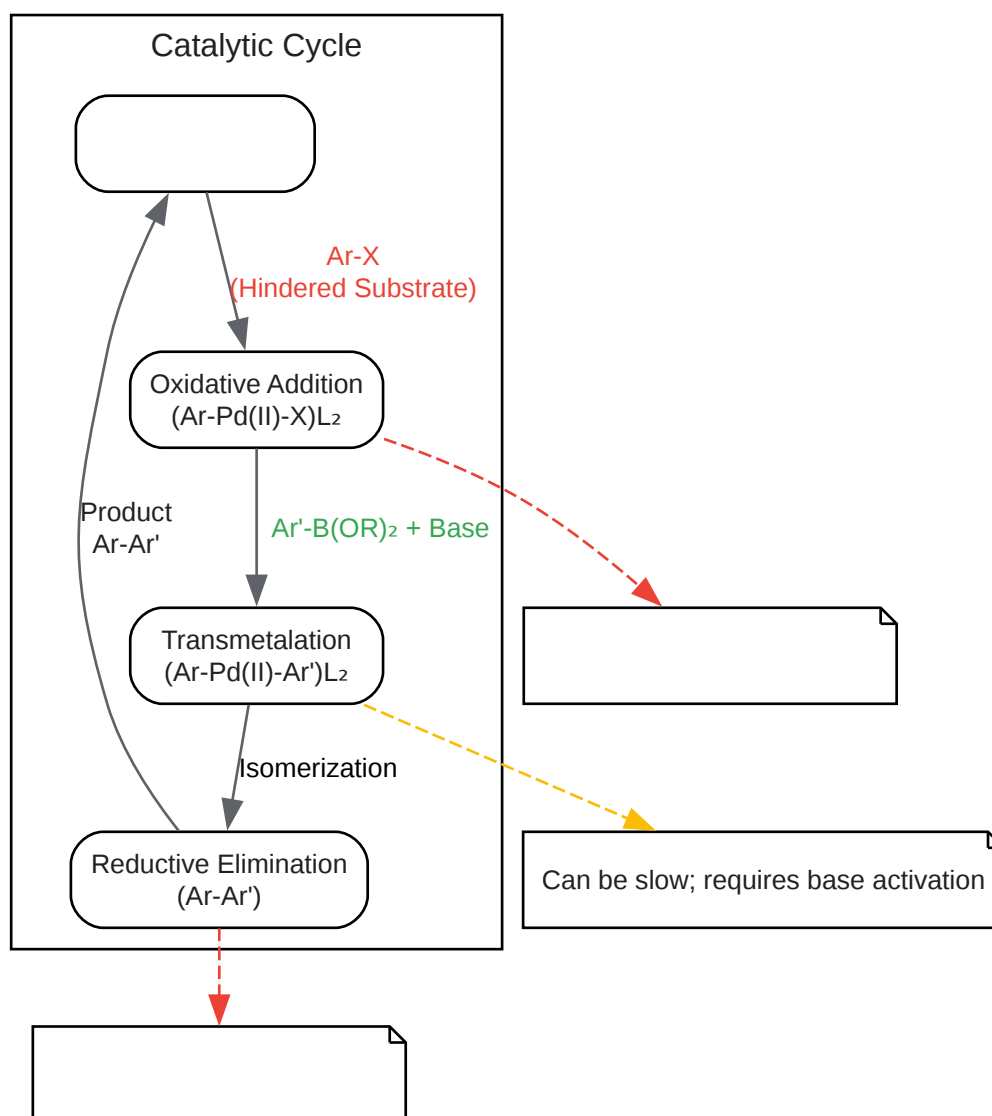 Catalytic Cycle
Ar-X
(Hindered Substrate)
Oxidative Addition
(Ar-Pd(II)-X)L₂
Product
Ar-Ar'
Ar'-B(OR)₂ + Base
Transmetalation
(Ar-Pd(II)-Ar')L₂
Isomerization
Reductive Elimination
(Ar-Ar')
Can be slow; requires base activation